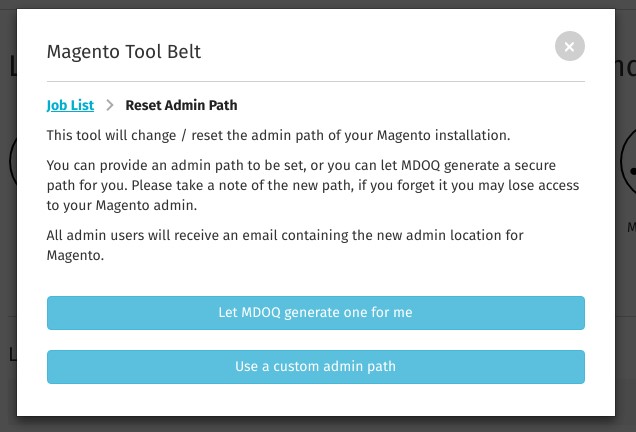 Magento Tool Belt
Job List > Reset Admin Path
This tool will change / reset the admin path of your Magento installation.
You can provide an admin path to be set, or you can let MDOQ generate a secure
path for you. Please take a note of the new path, if you forget it you may lose access
to your Magento admin.
All admin users will receive an email containing the new admin location for
Magento.
Let MDOQ generate one for me
Use a custom admin path